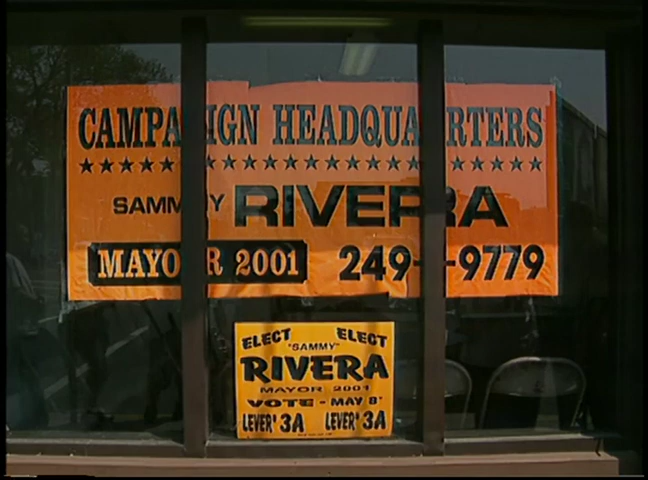 CAMPAIGN HEADQUARTERS
SAMMY RIVERA
MAYOR 2001 249-9779
ELECT ELECT
"SAMMY"
RIVERA
MAYOR 2001
VOTE - MAY 8"
LEVER" 3A LEVER" 3A